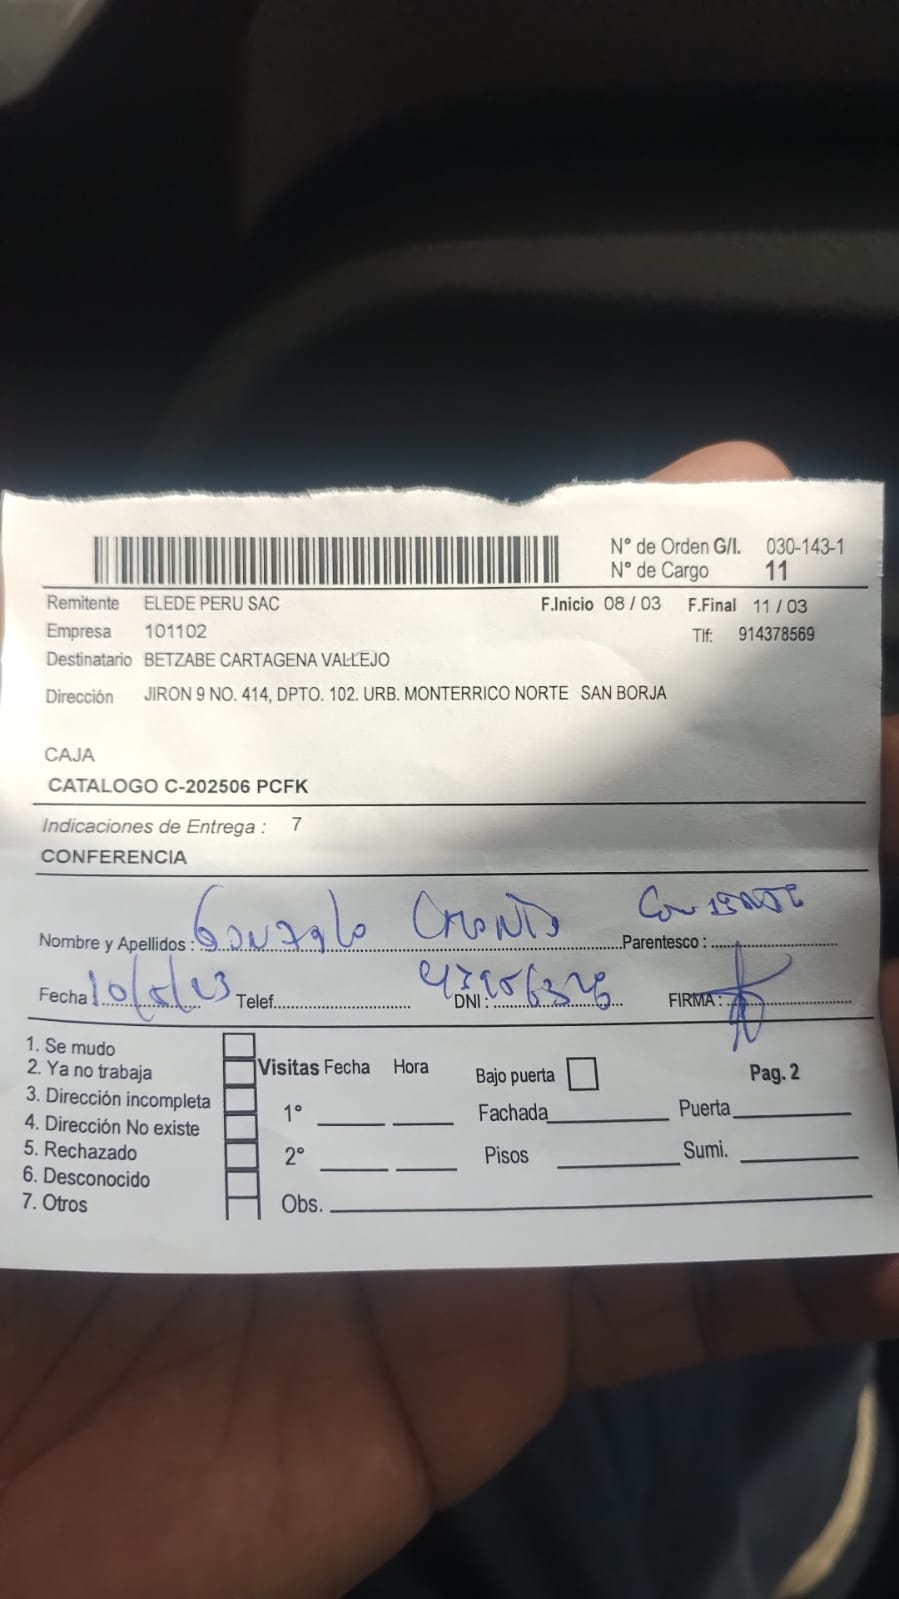 N° de Orden G/I. 030-143-1
N° de Cargo 11
Remitente ELEDE PERU SAC F.Inicio 08 / 03 F.Final 11 / 03
Empresa 101102 Tlf: 914378569
Destinatario BETZABE CARTAGENA VALLEJO
Dirección JIRON 9 NO. 414, DPTO. 102. URB. MONTERRICO NORTE SAN BORJA
CAJA
CATALOGO C-202506 PCFK
Indicaciones de Entrega : 7
CONFERENCIA
Nombre y Apellidos : Gonzalo Parentesco :
Fecha Telef. DNI : FIRMA :
1. Se mudo
2. Ya no trabaja
3. Dirección incompleta
4. Dirección No existe
5. Rechazado
6. Desconocido
7. Otros
Visitas Fecha Hora Bajo puerta Pag. 2
1° Fachada Puerta
2° Pisos Sumi.
Obs.